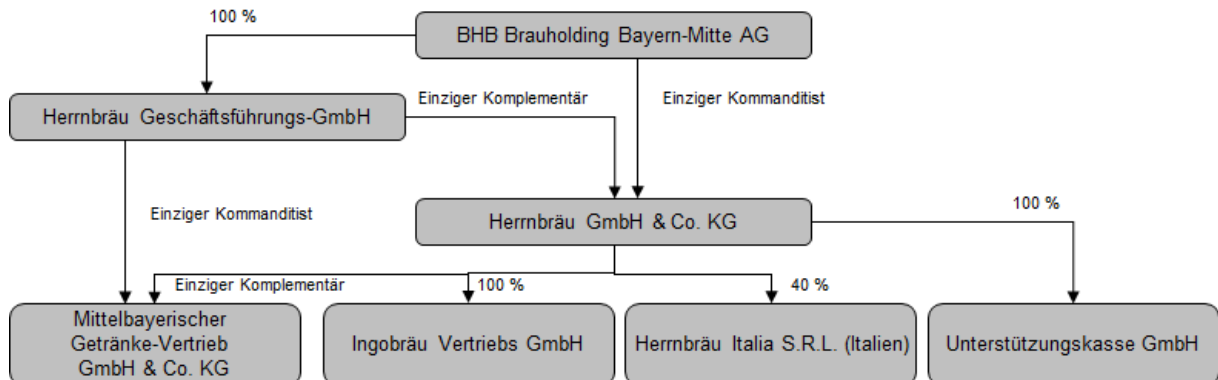 100 %
BHB Brauholding Bayern-Mitte AG
Herrnbräu Geschäftsführungs-GmbH
Einziger Komplementär
Einziger Kommanditist
Einziger Kommanditist
Herrnbräu GmbH & Co. KG
100 %
Einziger Komplementär
100 %
40 %
Mittelbayerischer
Getränke-Vertrieb
GmbH & Co. KG
Ingobräu Vertriebs GmbH
Herrnbräu Italia S.R.L. (Italien)
Unterstützungskasse GmbH